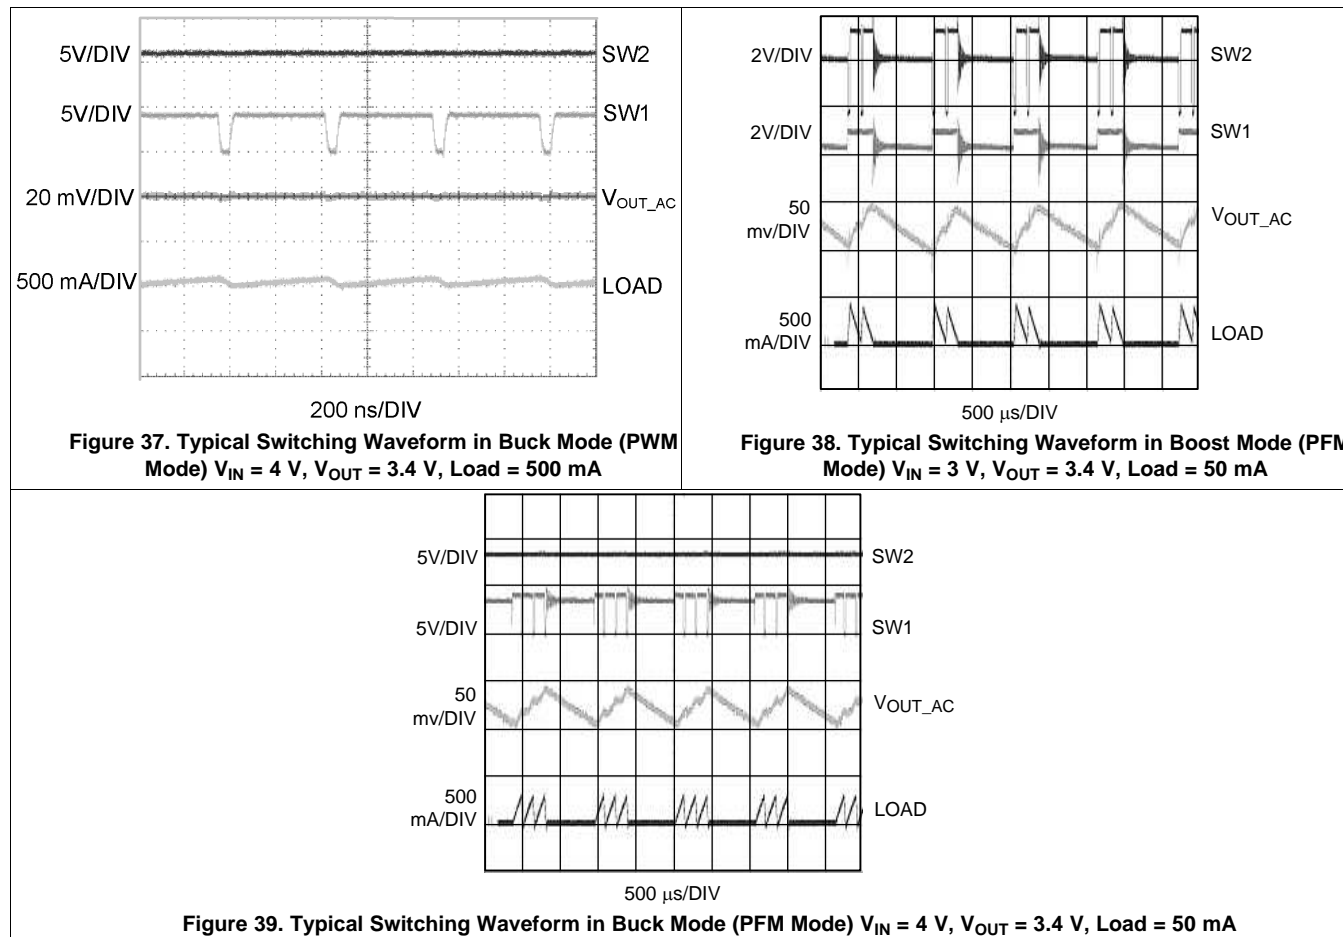 5V/DIV
SW2
5V/DIV
SW1
20 mV/DIV
VOUT_AC
500 mA/DIV
LOAD
200 ns/DIV
Figure 37. Typical Switching Waveform in Buck Mode (PWM
Mode) VIN = 4 V, VOUT = 3.4 V, Load = 500 mA
2V/DIV
SW2
2V/DIV
SW1
50
mv/DIV
VOUT_AC
500
mA/DIV
LOAD
500 μs/DIV
Figure 38. Typical Switching Waveform in Boost Mode (PFM
Mode) VIN = 3 V, VOUT = 3.4 V, Load = 50 mA
5V/DIV
SW2
5V/DIV
SW1
50
mv/DIV
VOUT_AC
500
mA/DIV
LOAD
500 μs/DIV
Figure 39. Typical Switching Waveform in Buck Mode (PFM Mode) VIN = 4 V, VOUT = 3.4 V, Load = 50 mA